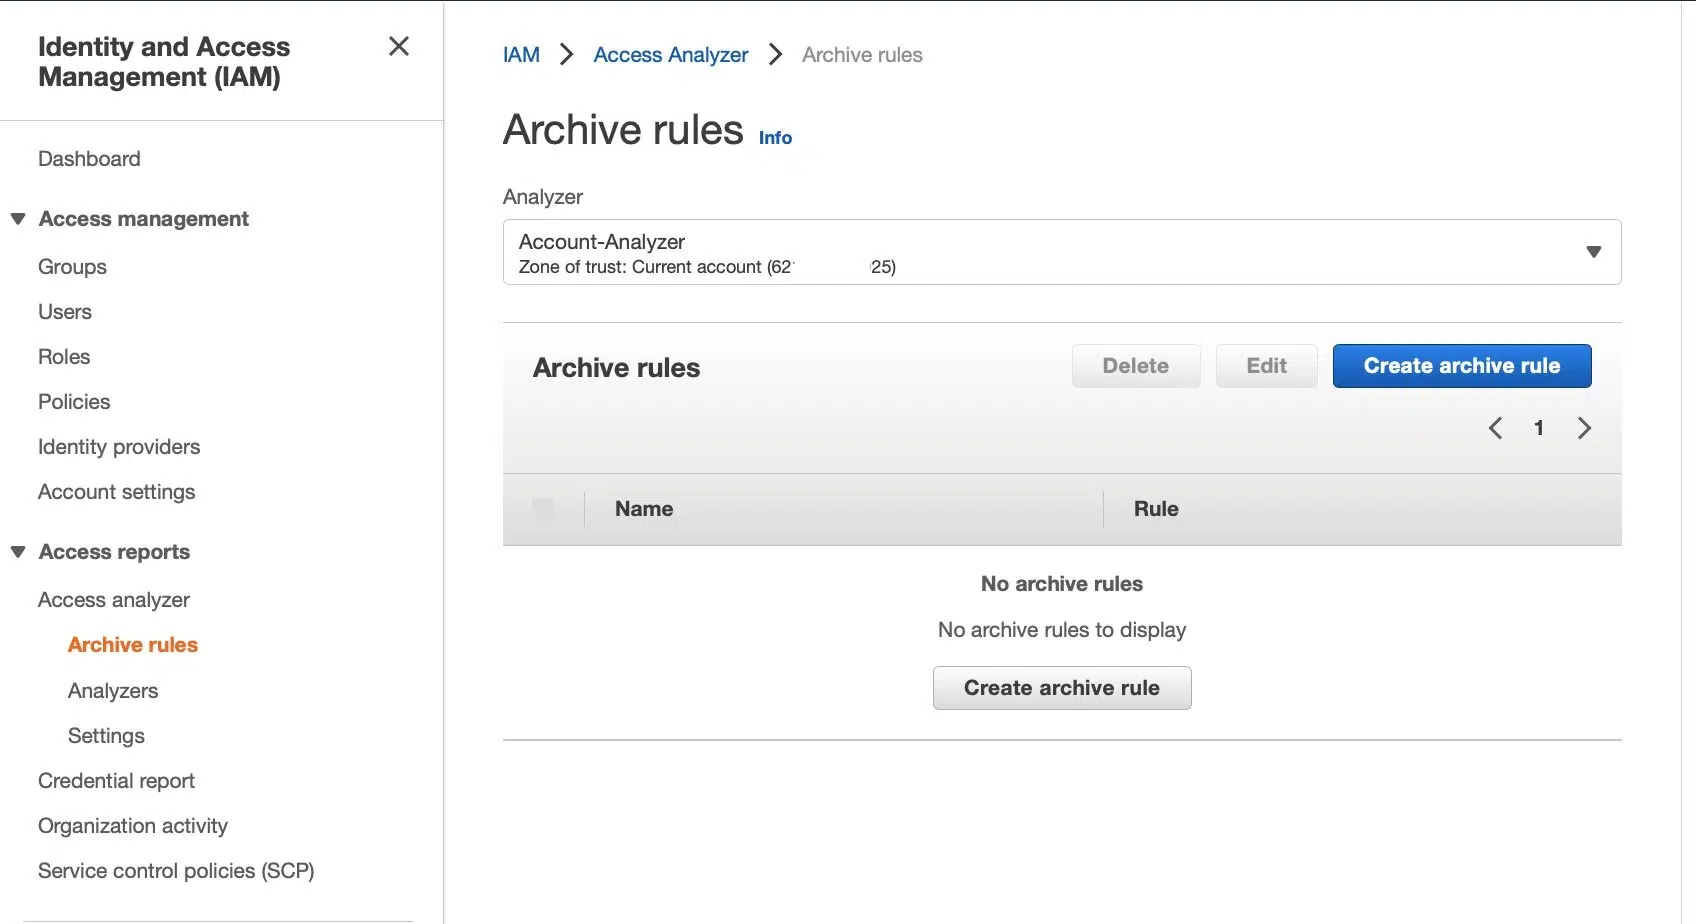 Identity and Access
Management (IAM)
Dashboard
Access management
Groups
Users
Roles
Policies
Identity providers
Account settings
Access reports
Access analyzer
Archive rules
Analyzers
Settings
Credential report
Organization activity
Service control policies (SCP)
IAM Access Analyzer Archive rules
Archive rules Info
Analyzer
Account-Analyzer
Zone of trust: Current account (62 25)
Archive rules Delete Edit Create archive rule
1
Name Rule
No archive rules
No archive rules to display
Create archive rule